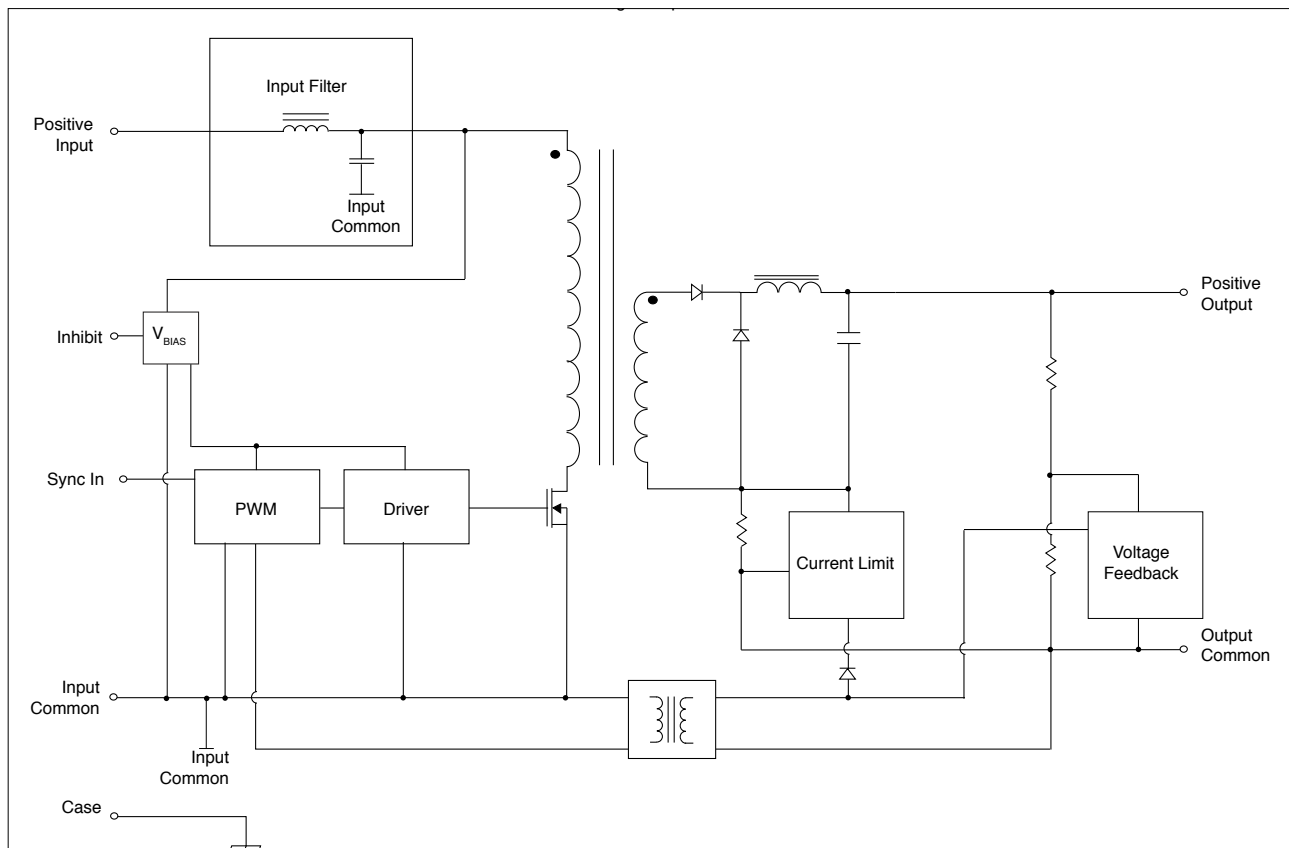 Input Filter
Positive
Input
Input
Common
Positive
Output
Inhibit
VBIAS
Sync In
PWM
Driver
Current Limit
Voltage
Feedback
Output
Common
Input
Common
Input
Common
Case